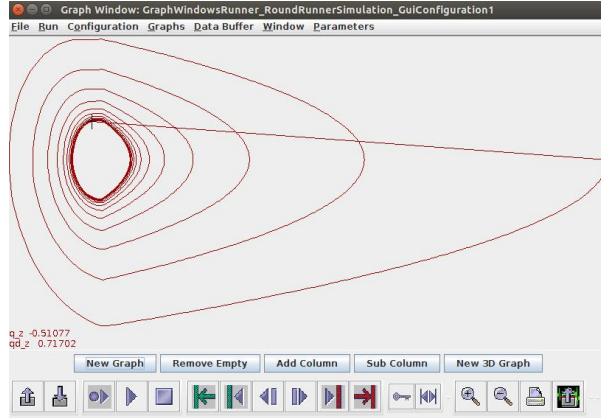 Graph Window: GraphWindowsRunner_RoundRunnerSimulation_GuiConfiguration1
File Run Configuration Graphs Data Buffer Window Parameters
q_z -0.51077
qd_z 0.71702
New Graph Remove Empty Add Column Sub Column New 3D Graph